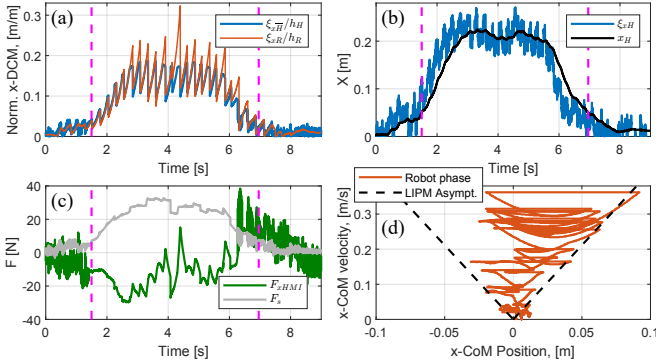 (a)
ξxH̅/hH
ξxR/hR
Norm. x-DCM, [m/m]
0.3
0.2
0.1
0
0 2 4 6 8
Time [s]
(b)
ξxH
xH
X [m]
0.2
0.1
0
0 2 4 6 8
Time [s]
(c)
F [N]
40
20
0
-20
-40
FxHMI
Fs
0 2 4 6 8
Time [s]
Robot phase
LIPM Asympt.
(d)
x-CoM velocity, [m/s]
0.3
0.2
0.1
0
-0.1 -0.05 0 0.05 0.1
x-CoM Position, [m]